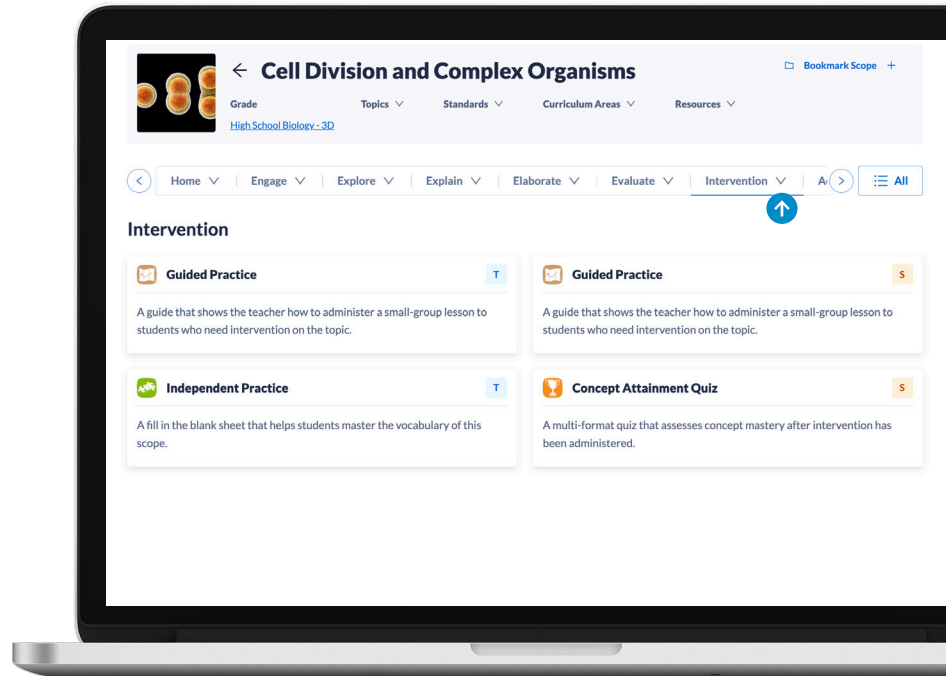 Cell Division and Complex Organisms
Bookmark Scope +
Grade
Topics
Standards
Curriculum Areas
Resources
High School Biology - 3D
Home
Engage
Explore
Explain
Elaborate
Evaluate
Intervention
All
Intervention
Guided Practice
T
A guide that shows the teacher how to administer a small-group lesson to
students who need intervention on the topic.
Guided Practice
S
A guide that shows the teacher how to administer a small-group lesson to
students who need intervention on the topic.
Independent Practice
T
A fill in the blank sheet that helps students master the vocabulary of this
scope.
Concept Attainment Quiz
S
A multi-format quiz that assesses concept mastery after intervention has
been administered.